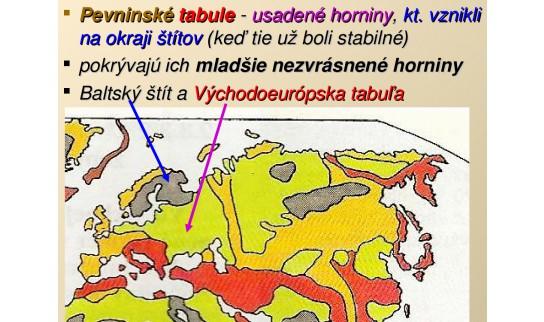 Pevninské tabule - usadené horniny, kt. vznikli
na okraji štítov (keď tie už boli stabilné)
pokrývajú ich mladšie nezvrásnené horniny
Baltský štít a Východoeurópska tabuľa